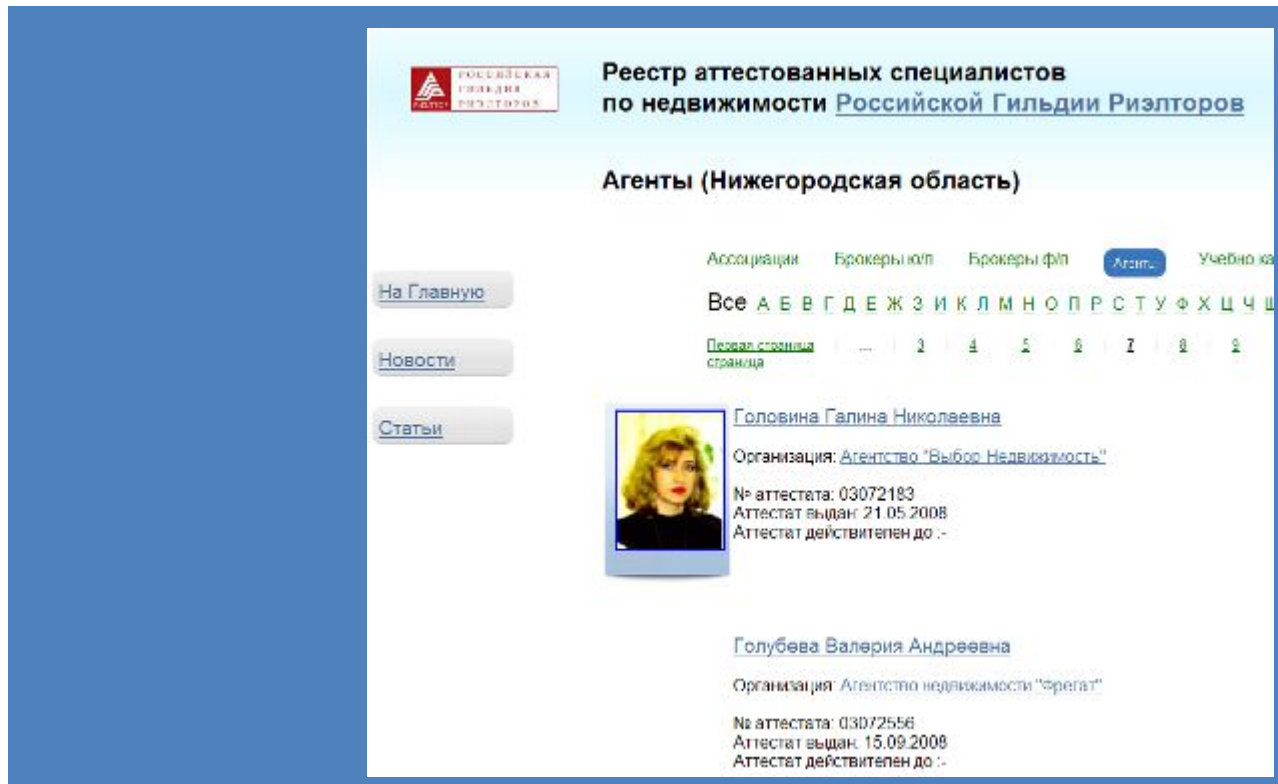 РОССИЙСКАЯ
ГИЛЬДИЯ
РИЭЛТОРОВ
Реестр аттестованных специалистов
по недвижимости Российской Гильдии Риэлторов
Агенты (Нижегородская область)
Ассоциации Брокеры ю/л Брокеры ф/л Агенты Учебно ка
Все А Б В Г Д Е Ж З И К Л М Н О П Р С Т У Ф Х Ц Ч Ш
Первая страница ... 3 4 5 6 7 8 9
страница
На Главную
Новости
Статьи
Головина Галина Николаевна
Организация: Агентство "Выбор Недвижимость"
№ аттестата: 03072183
Аттестат выдан: 21.05.2008
Аттестат действителен до :-
Голубева Валерия Андреевна
Организация: Агентство недвижимости "Фрегат"
№ аттестата: 03072556
Аттестат выдан: 15.09.2008
Аттестат действителен до :-